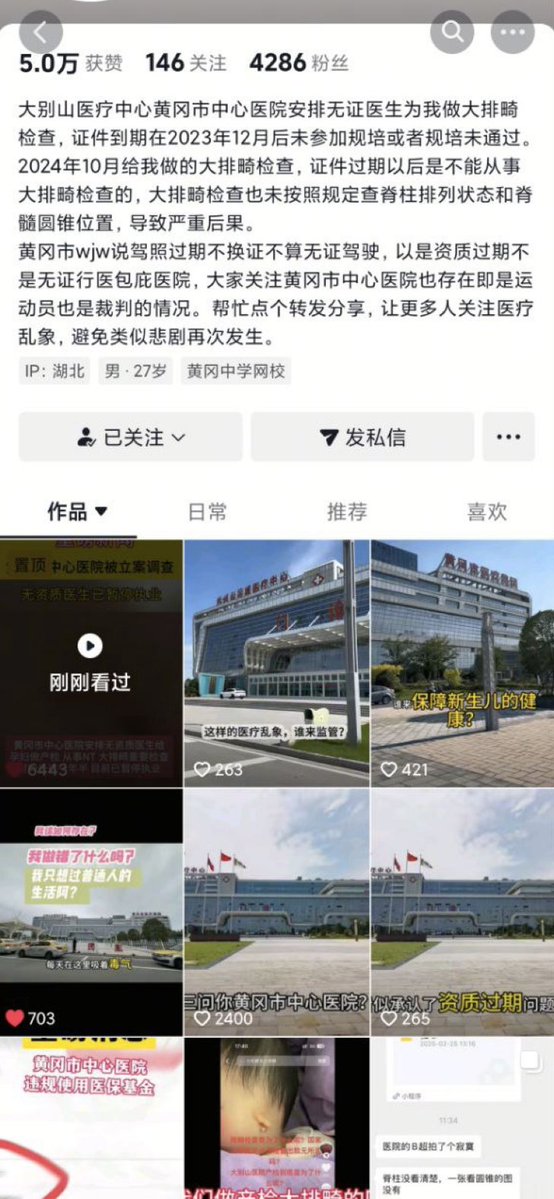 5.0万 获赞 146 关注 4286 粉丝
大别山医疗中心黄冈市中心医院安排无证医生为我做大排畸
检查，证件到期在2023年12月后未参加规培或者规培未通过。
2024年10月给我做的大排畸检查，证件过期以后是不能从事
大排畸检查的，大排畸检查也未按照规定查脊柱排列状态和脊
髓圆锥位置，导致严重后果。
黄冈市wjw说驾照过期不换证不算无证驾驶，以是资质过期不
是无证行医包庇医院，大家关注黄冈市中心医院也存在即是运
动员也是裁判的情况。帮忙点个转发分享，让更多人关注医疗
乱象，避免类似悲剧再次发生。
IP: 湖北 男 · 27岁 黄冈中学网校
已关注 发私信
作品 日常 推荐 喜欢
置顶 中心医院被立案调查
无资质医生已暂停执业
刚刚看过
黄冈市中心医院安排无资质医生给
6443
这样的医疗乱象，谁来监管？
263
谁来 保障新生儿的健
康？
421
我做错了什么吗？
我只想过普通人的
生活阿？
每天在这里吸着毒气
703
三问你黄冈市中心医院？
2400
似承认了资质过期问题
265
黄冈市中心医院
违规使用医保基金
17:40
我们做产检大排畸的
2026-02-28 13:16
小程序
11:34
医院的B超拍了个寂寞
脊柱没看清楚，一张看圆锥的图
没有